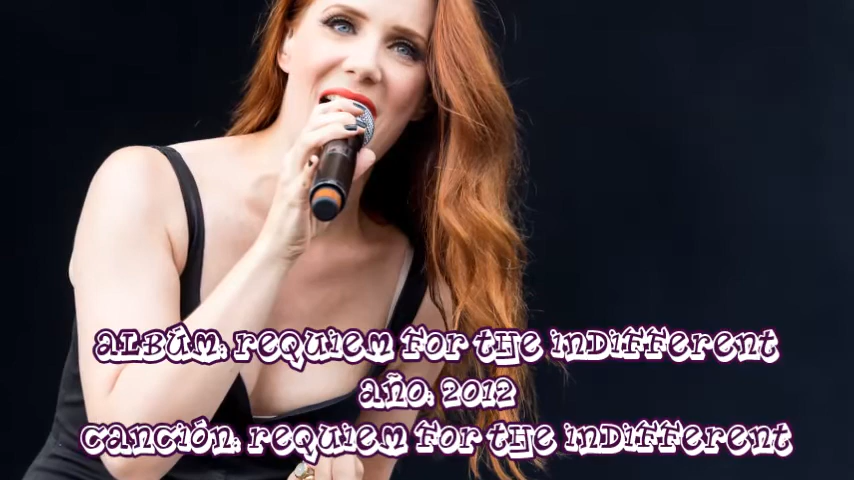 ALBÚM: REQUIEM FOR THE INDIFFERENT
AÑO: 2012
CANCIÓN: REQUIEM FOR THE INDIFFERENT